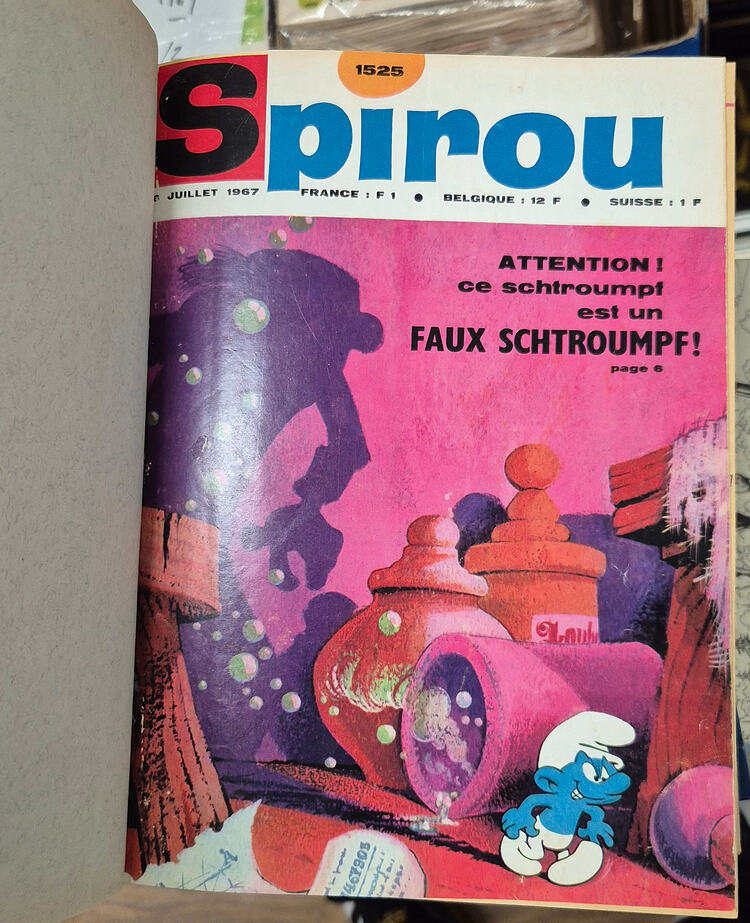 1525
Spirou
JUILLET 1967 FRANCE : F 1 • BELGIQUE : 12 F • SUISSE : 1 F
ATTENTION !
ce schtroumpf
est un
FAUX SCHTROUMPF!
page 6